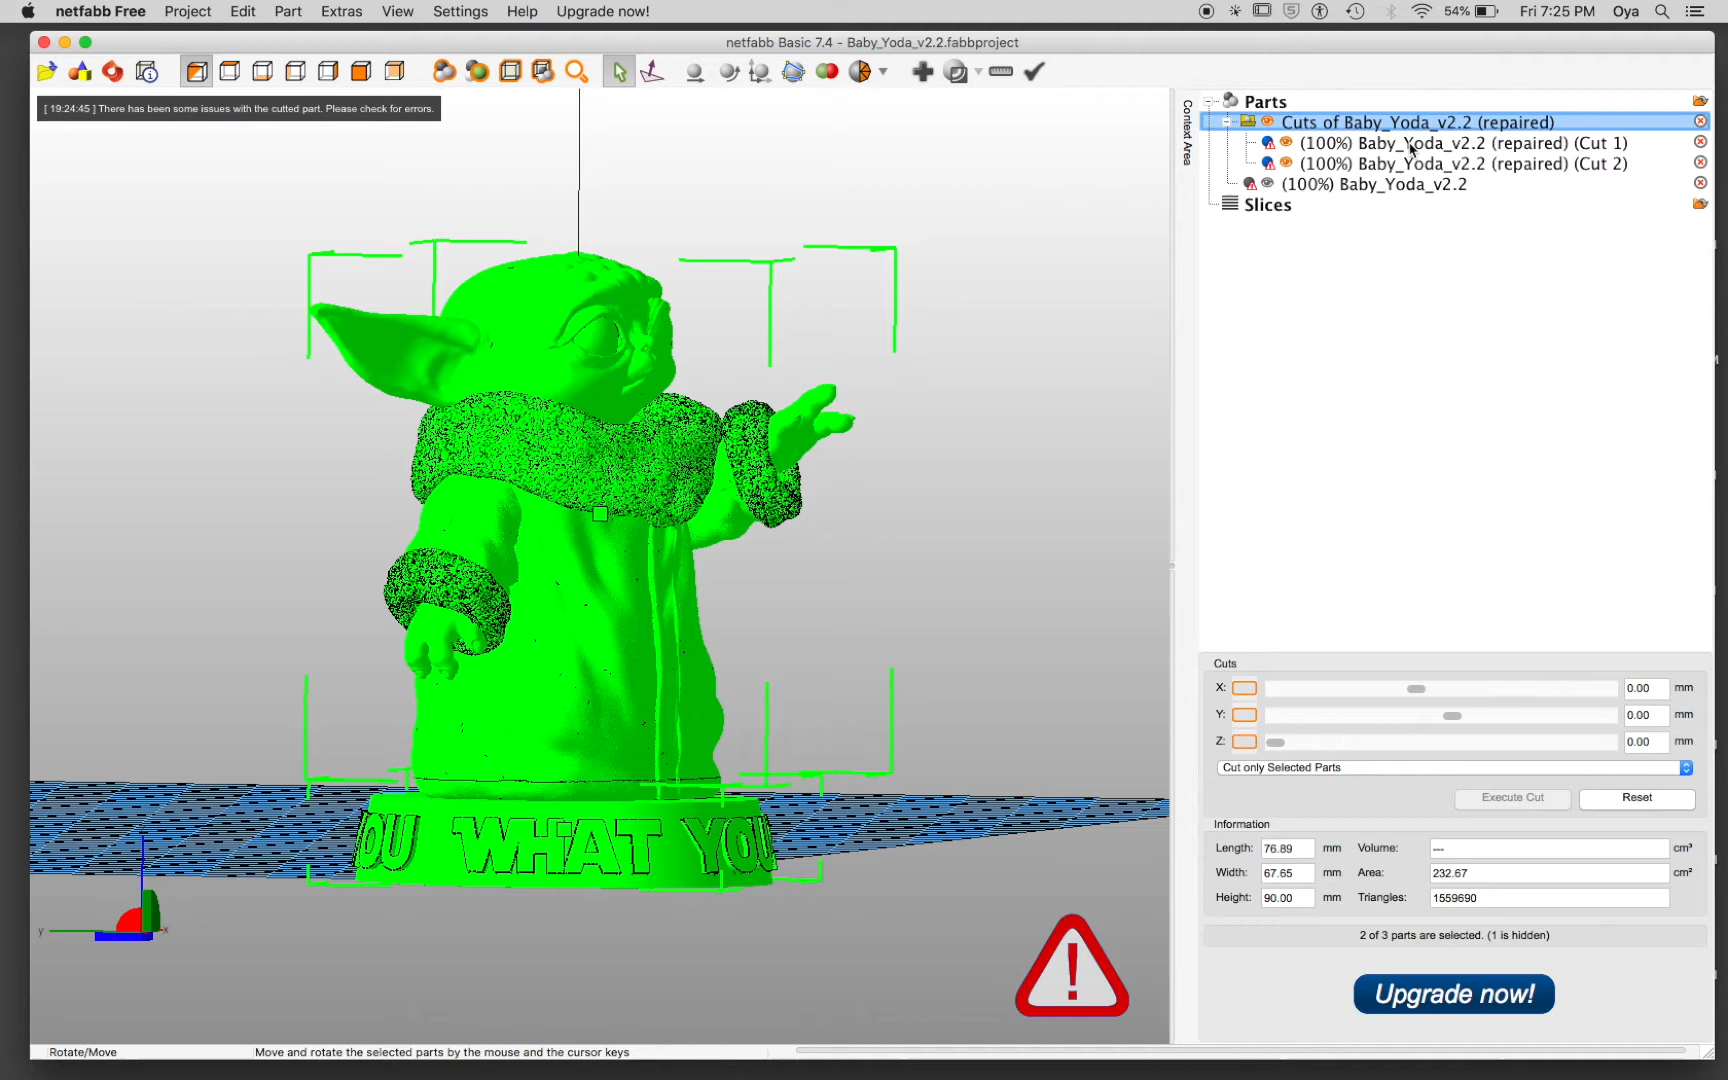 netfabb Free Project Edit Part Extras View Settings Help Upgrade now! 54% Fri 7:25 PM Oya
netfabb Basic 7.4 - Baby_Yoda_v2.2.fabbproject
[ 19:24:45 ] There has been some issues with the cutted part. Please check for errors.
Context Area
Parts
Cuts of Baby_Yoda_v2.2 (repaired)
(100%) Baby_Yoda_v2.2 (repaired) (Cut 1)
(100%) Baby_Yoda_v2.2 (repaired) (Cut 2)
(100%) Baby_Yoda_v2.2
Slices
OU WHAT YOU
y x
Cuts
X: 0.00 mm
Y: 0.00 mm
Z: 0.00 mm
Cut only Selected Parts
Execute Cut Reset
Information
Length: 76.89 mm Volume: --- cm³
Width: 67.65 mm Area: 232.67 cm²
Height: 90.00 mm Triangles: 1559690
2 of 3 parts are selected. (1 is hidden)
Upgrade now!
Rotate/Move Move and rotate the selected parts by the mouse and the cursor keys